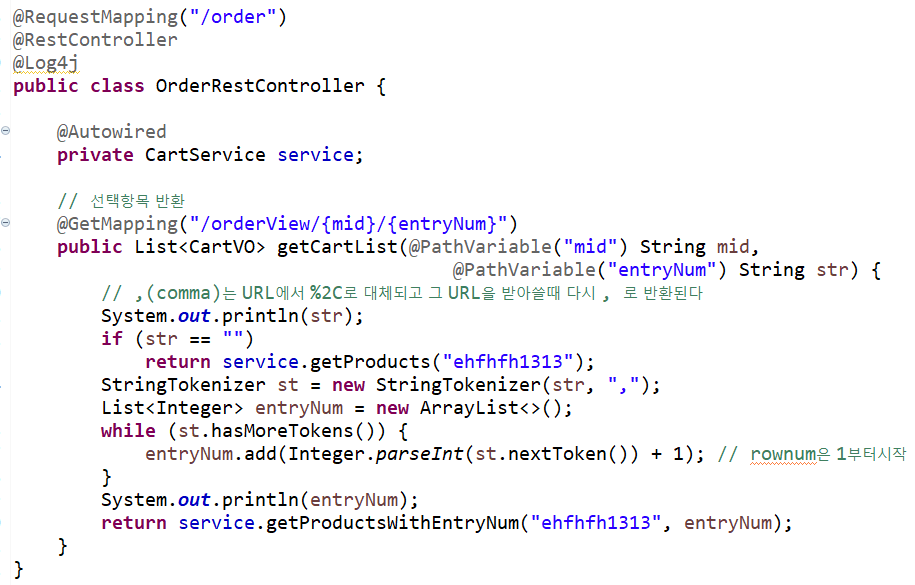 @RequestMapping("/order")
@RestController
@Log4j
public class OrderRestController {
@Autowired
private CartService service;
// 선택항목 반환
@GetMapping("/orderView/{mid}/{entryNum}")
public List<CartVO> getCartList(@PathVariable("mid") String mid,
@PathVariable("entryNum") String str) {
// ,(comma)는 URL에서 %2C로 대체되고 그 URL을 받아쓸때 다시 , 로 반환된다
System.out.println(str);
if (str == "")
return service.getProducts("ehfhfh1313");
StringTokenizer st = new StringTokenizer(str, ",");
List<Integer> entryNum = new ArrayList<>();
while (st.hasMoreTokens()) {
entryNum.add(Integer.parseInt(st.nextToken()) + 1); // rownum은 1부터시작
}
System.out.println(entryNum);
return service.getProductsWithEntryNum("ehfhfh1313", entryNum);
}
}